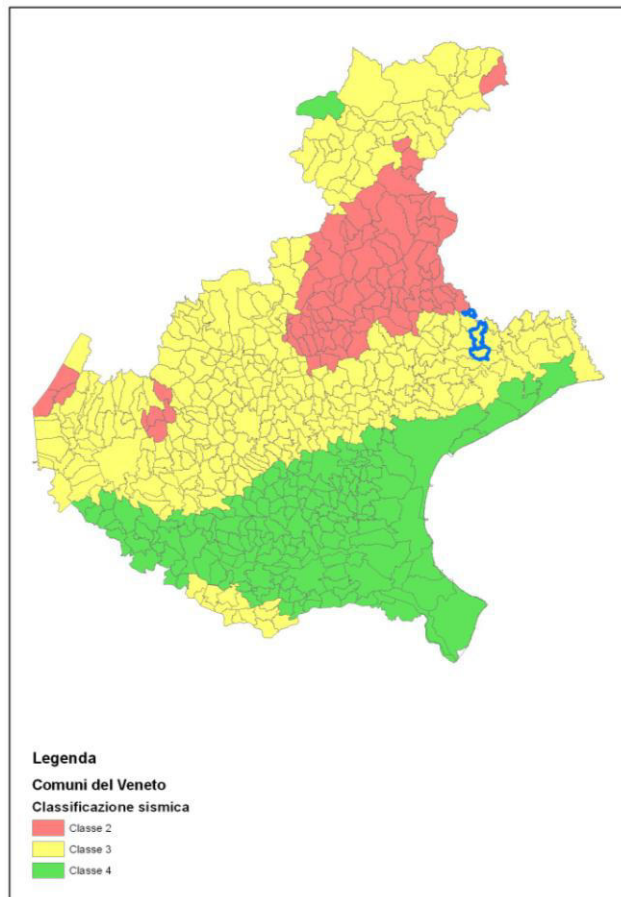 Legenda
Comuni del Veneto
Classificazione sismica
Classe 2
Classe 3
Classe 4